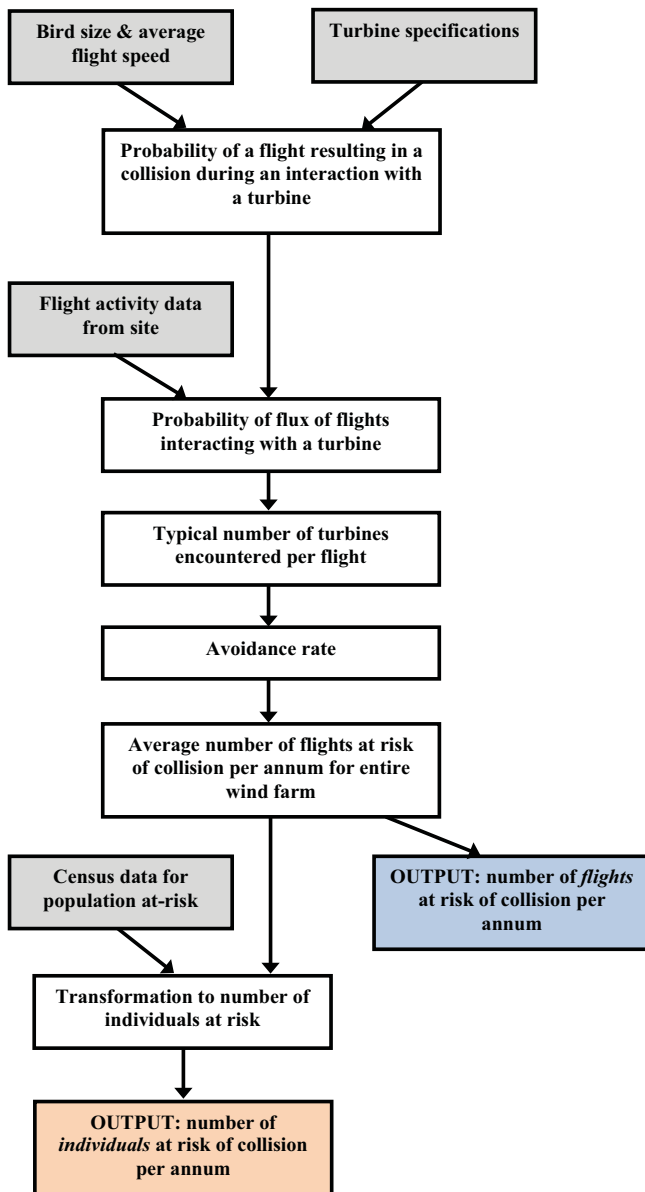 Bird size & average
flight speed
Turbine specifications
Probability of a flight resulting in a
collision during an interaction with
a turbine
Flight activity data
from site
Probability of flux of flights
interacting with a turbine
Typical number of turbines
encountered per flight
Avoidance rate
Average number of flights at risk
of collision per annum for entire
wind farm
Census data for
population at-risk
OUTPUT: number of flights
at risk of collision per
annum
Transformation to number of
individuals at risk
OUTPUT: number of
individuals at risk of collision
per annum